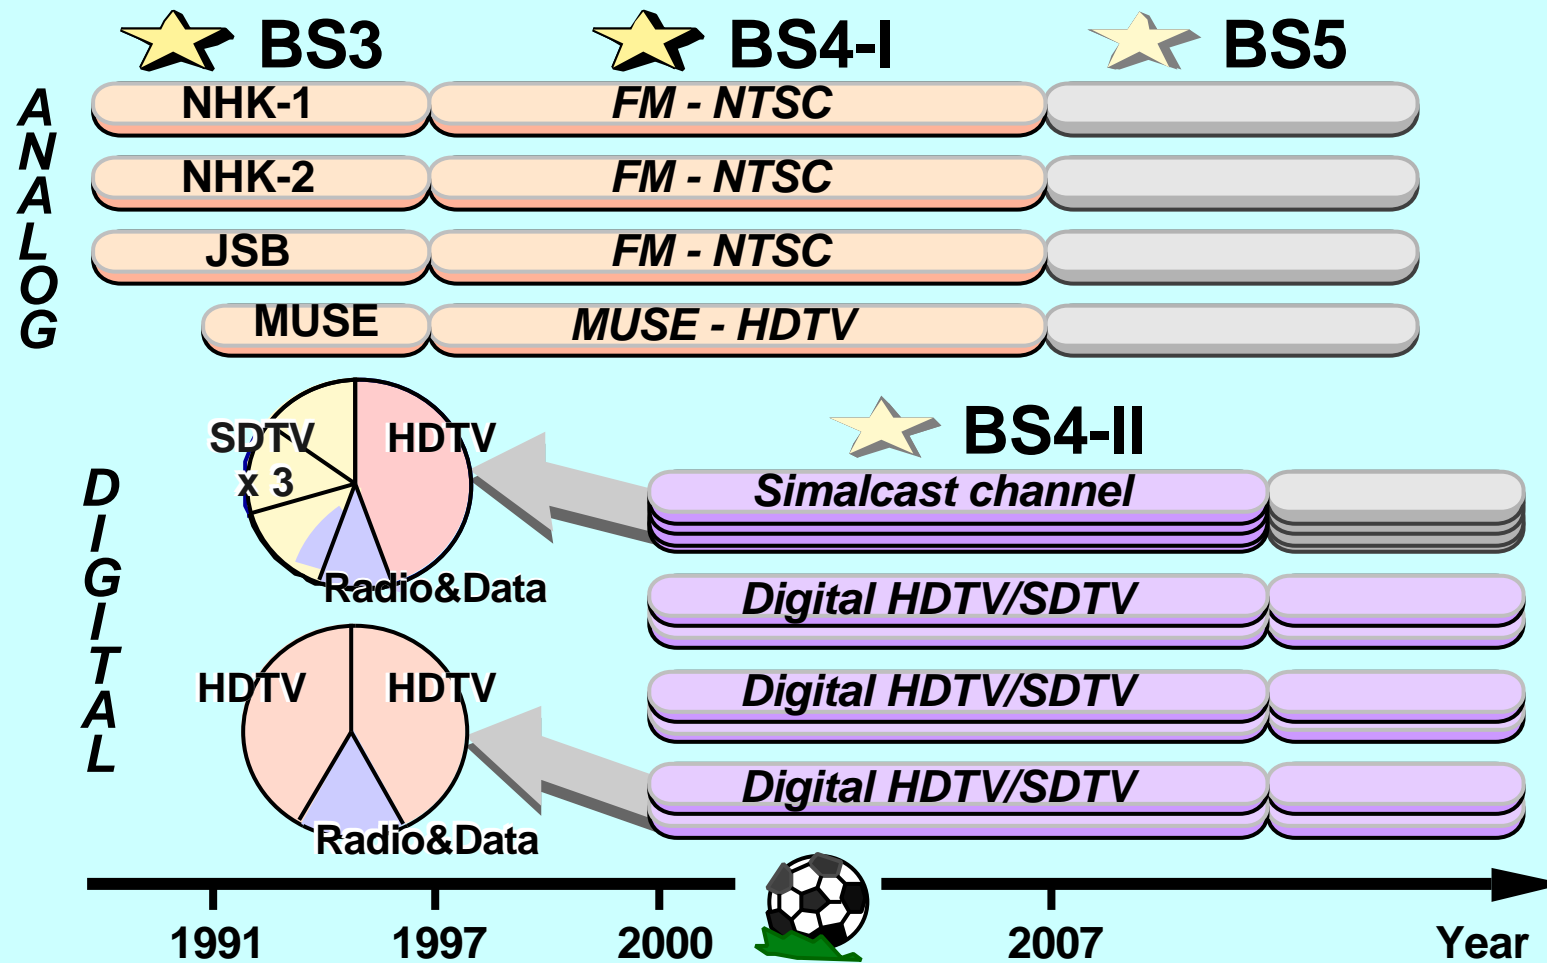 BS3
BS4-I
BS5
ANALOG
NHK-1
FM - NTSC
NHK-2
FM - NTSC
JSB
FM - NTSC
MUSE
MUSE - HDTV
DIGITAL
SDTV
x 3
HDTV
Radio&Data
BS4-II
Simalcast channel
Digital HDTV/SDTV
HDTV
HDTV
Radio&Data
Digital HDTV/SDTV
Digital HDTV/SDTV
1991
1997
2000
2007
Year